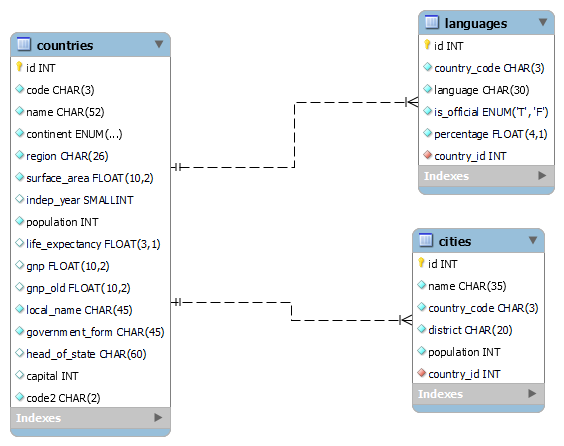 countries
id INT
code CHAR(3)
name CHAR(52)
continent ENUM(...)
region CHAR(26)
surface_area FLOAT(10,2)
indep_year SMALLINT
population INT
life_expectancy FLOAT(3,1)
gnp FLOAT(10,2)
gnp_old FLOAT(10,2)
local_name CHAR(45)
government_form CHAR(45)
head_of_state CHAR(60)
capital INT
code2 CHAR(2)
Indexes
languages
id INT
country_code CHAR(3)
language CHAR(30)
is_official ENUM('T', 'F')
percentage FLOAT(4,1)
country_id INT
Indexes
cities
id INT
name CHAR(35)
country_code CHAR(3)
district CHAR(20)
population INT
country_id INT
Indexes